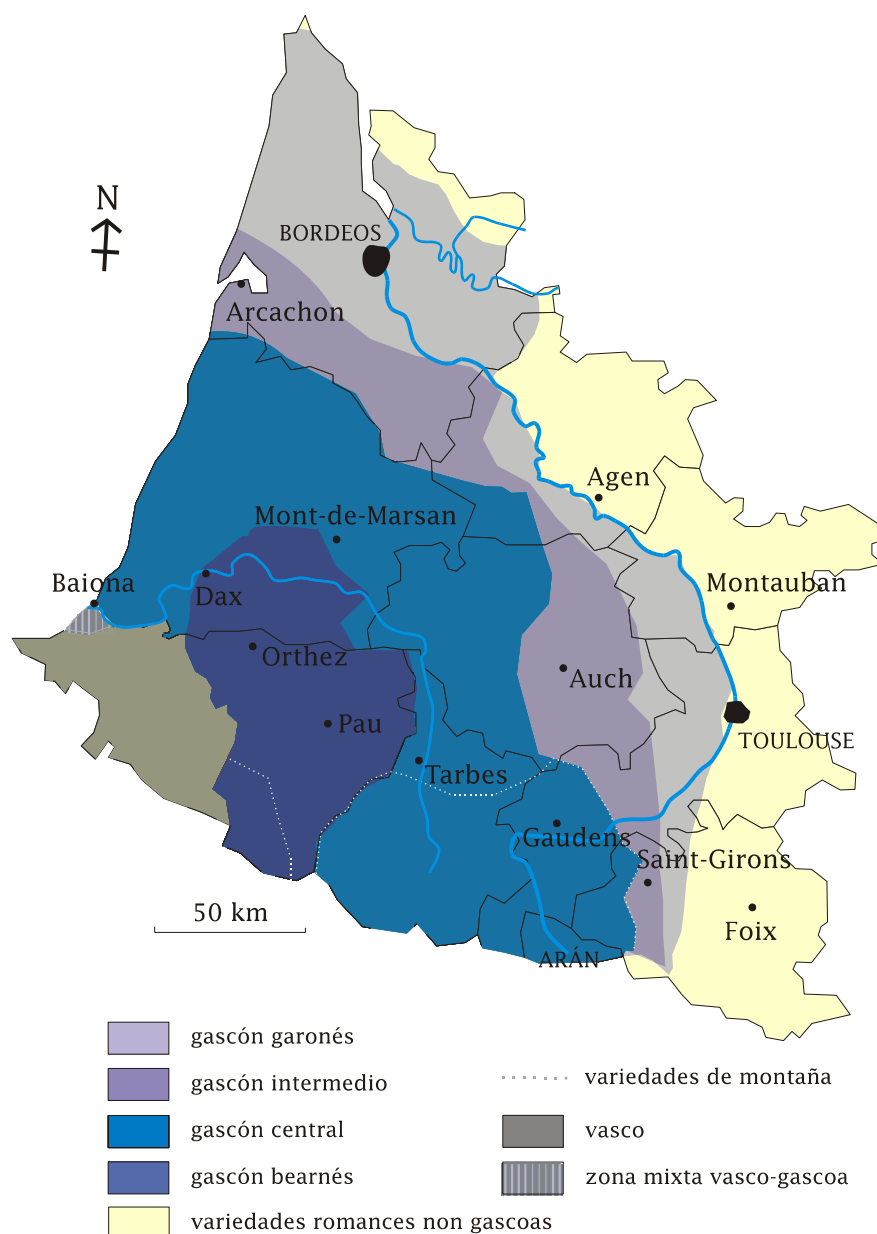 N
BORDEOS
Arcachon
Agen
Mont-de-Marsan
Baiona
Dax
Montauban
Orthez
Auch
Pau
TOULOUSE
Tarbes
Gaudens
Saint-Girons
50 km
Foix
ARÁN
gascón garonés
gascón intermedio
gascón central
gascón bearnés
variedades romances non gascoas
variedades de montaña
vasco
zona mixta vasco-gascoa